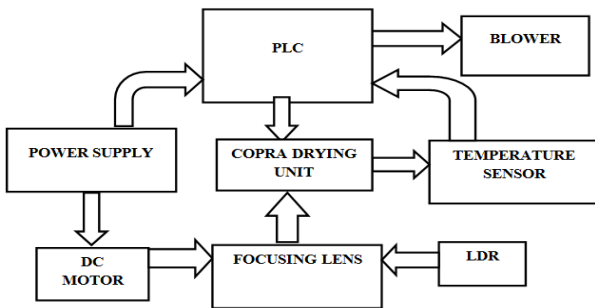 PLC
BLOWER
POWER SUPPLY
COPRA DRYING
UNIT
TEMPERATURE
SENSOR
DC
MOTOR
FOCUSING LENS
LDR